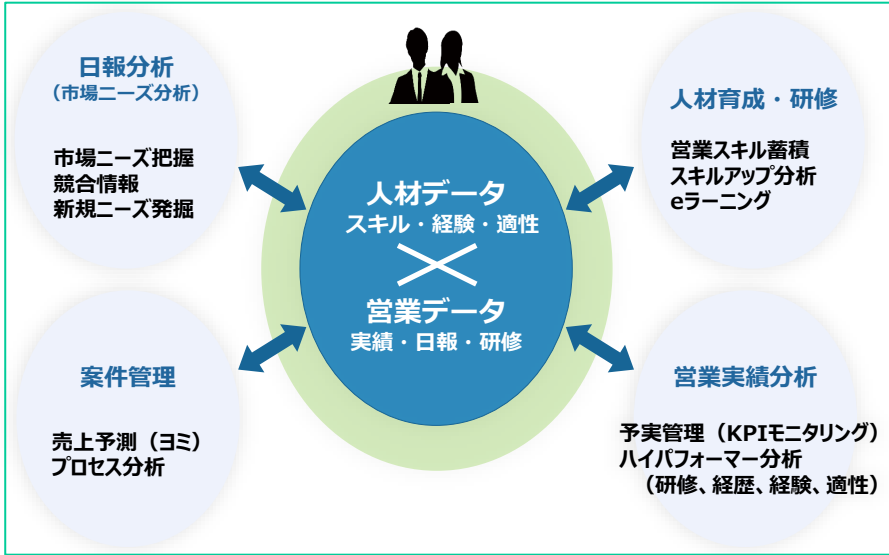 日報分析
（市場ニーズ分析）
市場ニーズ把握
競合情報
新規ニーズ発掘
人材育成・研修
営業スキル蓄積
スキルアップ分析
eラーニング
人材データ
スキル・経験・適性
営業データ
実績・日報・研修
案件管理
売上予測（ヨミ）
プロセス分析
営業実績分析
予実管理（KPIモニタリング）
ハイパフォーマー分析
（研修、経歴、経験、適性）